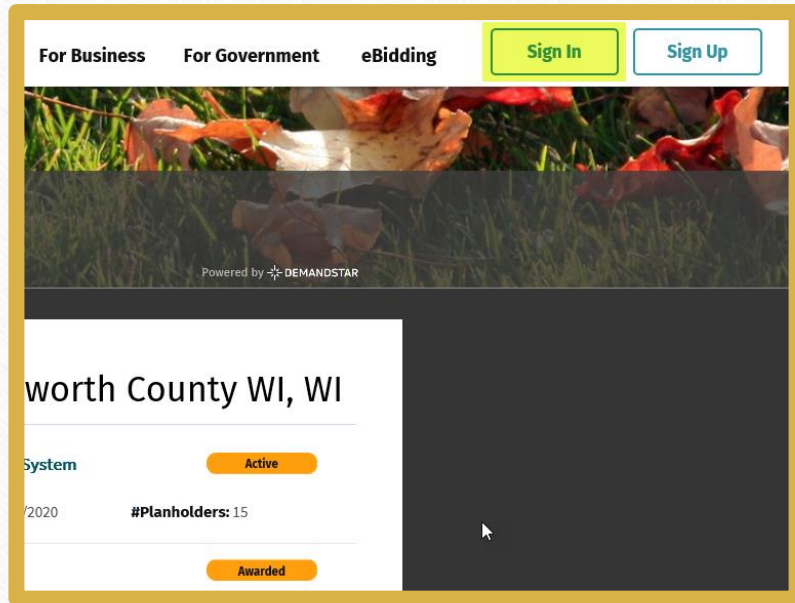 For Business For Government eBidding Sign In Sign Up
Powered by DEMANDSTAR
worth County WI, WI
System Active
/2020 #Planholders: 15
Awarded